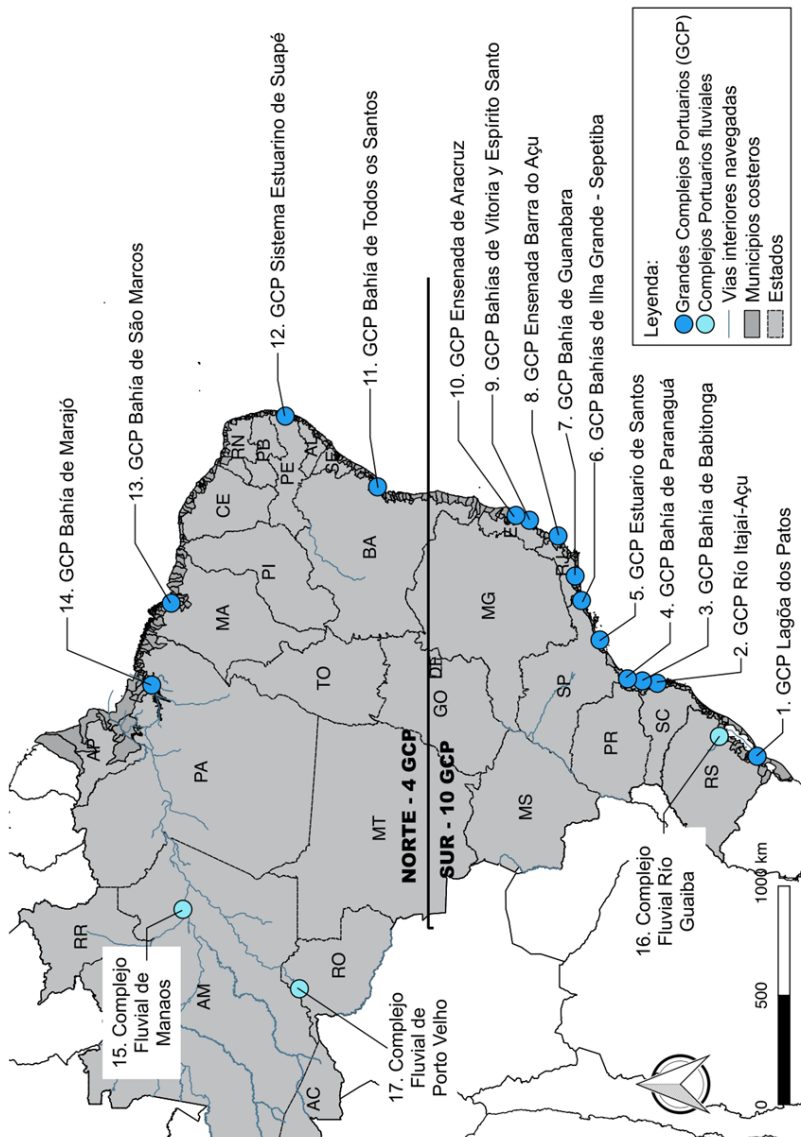 14. GCP Bahía de Marajó
13. GCP Bahía de São Marcos
12. GCP Sistema Estuarino de Suapé
11. GCP Bahía de Todos os Santos
10. GCP Ensenada de Aracruz
9. GCP Bahías de Vitoria y Espírito Santo
8. GCP Ensenada Barra do Açu
7. GCP Bahía de Guanabara
6. GCP Bahías de Ilha Grande - Sepetiba
5. GCP Estuario de Santos
4. GCP Bahía de Paranaguá
3. GCP Bahía de Babitonga
2. GCP Río Itajaí-Açu
1. GCP Lagôa dos Patos
15. Complejo
Fluvial de
Manaos
17. Complejo
Fluvial de
Porto Velho
16. Complejo
Fluvial Río
Guaiba
NORTE - 4 GCP
SUR - 10 GCP
RR
AP
AM
PA
AC
RO
MT
TO
MA
PI
CE
RN
PB
PE
AL
SE
BA
GO
DF
MG
E
RJ
MS
SP
PR
SC
RS
Leyenda:
Grandes Complejos Portuarios (GCP)
Complejos Portuarios fluviales
Vias interiores navegadas
Municipios costeros
Estados
0 500 1000 km